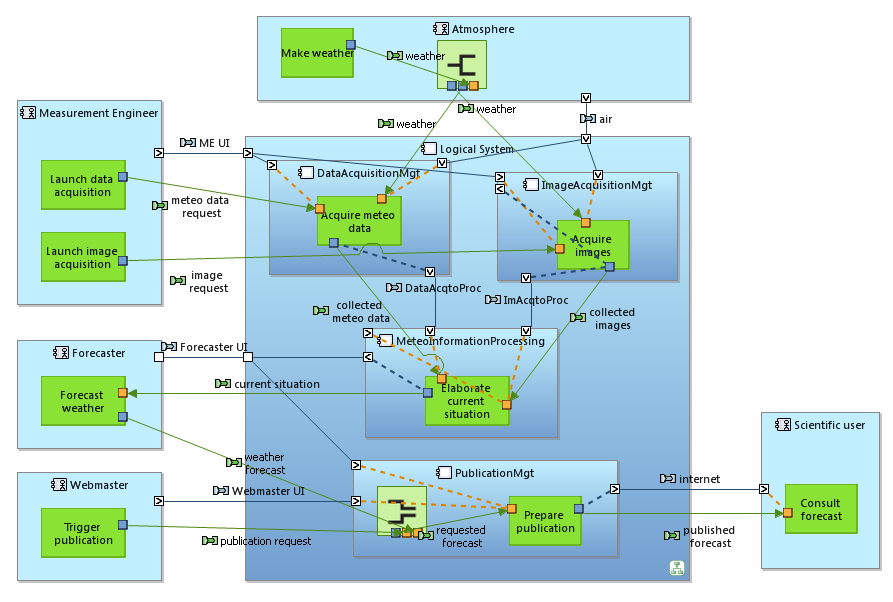 Atmosphere
Make weather
weather
weather
weather
air
Measurement Engineer
ME UI
Logical System
DataAcquisitionMgt
ImageAcquisitionMgt
Launch data
acquisition
meteo data
request
Acquire meteo
data
Acquire
images
Launch image
acquisition
image
request
DataAcqtoProc
ImAcqtoProc
collected
meteo data
collected
images
Forecaster
Forecaster UI
MeteoInformationProcessing
Forecast
weather
current situation
Elaborate
current
situation
Scientific user
weather
forecast
Webmaster
Webmaster UI
PublicationMgt
internet
Trigger
publication
publication request
requested
forecast
Prepare
publication
published
forecast
Consult
forecast